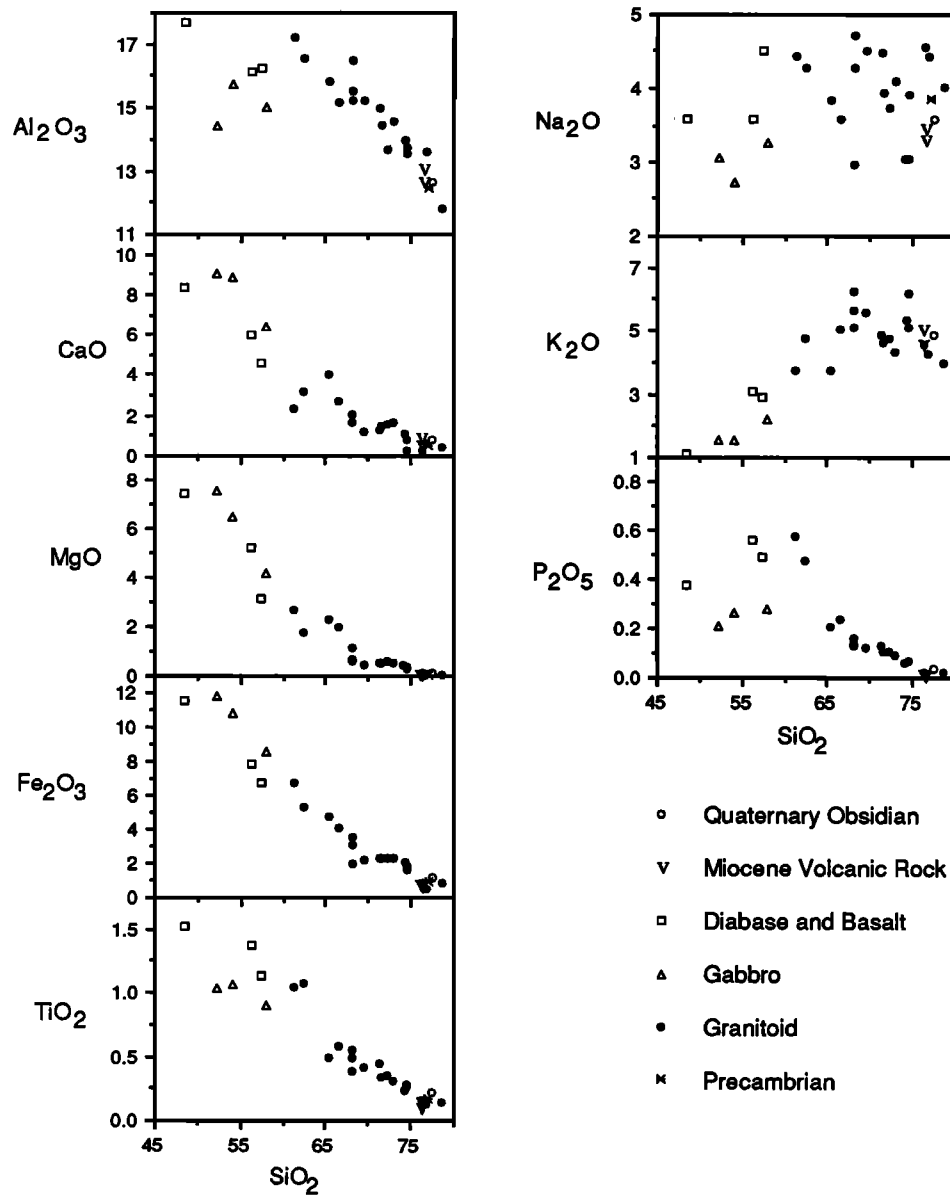 Al2O3
17
15
13
11
CaO
10
8
6
4
2
0
MgO
8
6
4
2
0
Fe2O3
12
10
8
6
4
2
0
TiO2
1.5
1.0
0.5
0.0
45 55 65 75
SiO2
Na2O
5
4
3
2
K2O
7
5
3
1
P2O5
0.8
0.6
0.4
0.2
0.0
45 55 65 75
SiO2
Quaternary Obsidian
Miocene Volcanic Rock
Diabase and Basalt
Gabbro
Granitoid
Precambrian